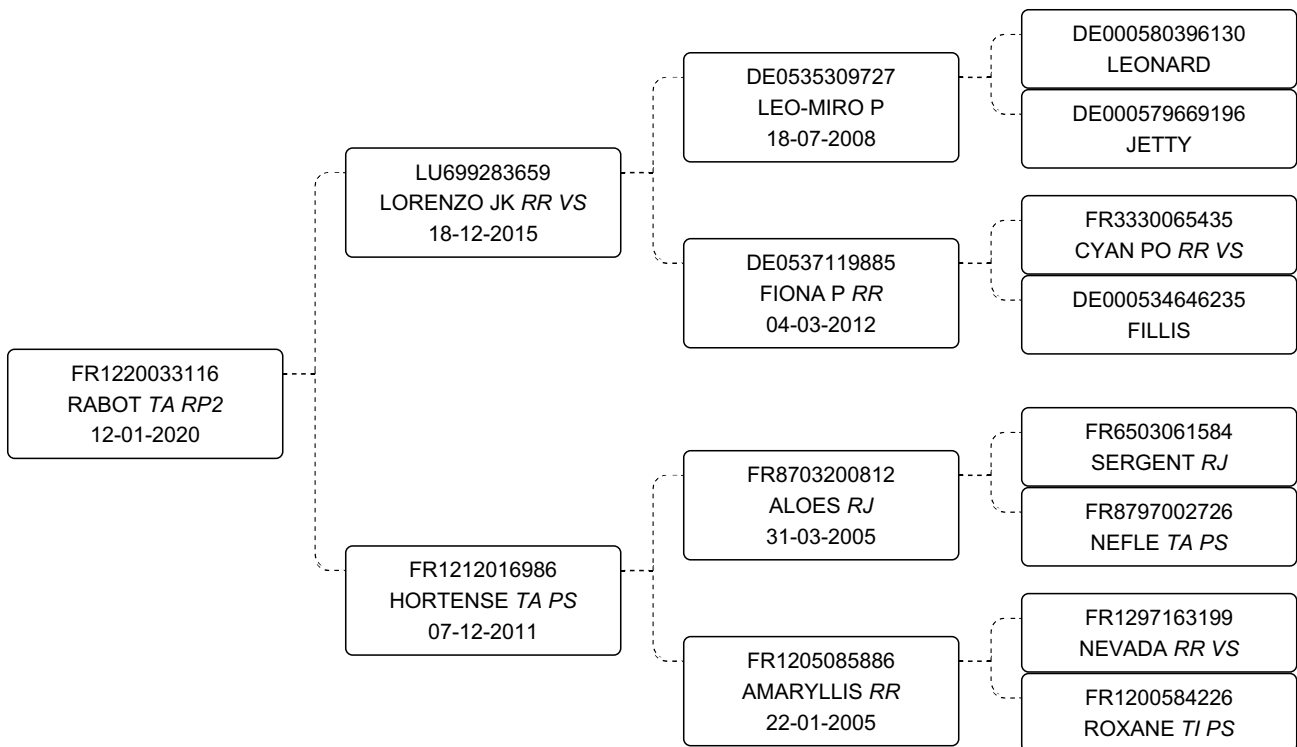 FR1220033116
RABOT TA RP2
12-01-2020
LU699283659
LORENZO JK RR VS
18-12-2015
FR1212016986
HORTENSE TA PS
07-12-2011
DE0535309727
LEO-MIRO P
18-07-2008
DE0537119885
FIONA P RR
04-03-2012
FR8703200812
ALOES RJ
31-03-2005
FR1205085886
AMARYLLIS RR
22-01-2005
DE000580396130
LEONARD
DE000579669196
JETTY
FR3330065435
CYAN PO RR VS
DE000534646235
FILLIS
FR6503061584
SERGENT RJ
FR8797002726
NEFLE TA PS
FR1297163199
NEVADA RR VS
FR1200584226
ROXANE TI PS